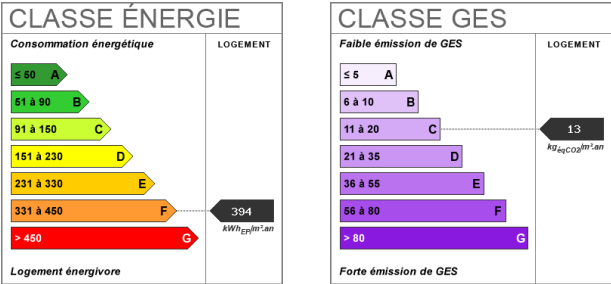 CLASSE ÉNERGIE
Consommation énergétique
LOGEMENT
≤ 50 A
51 à 90 B
91 à 150 C
151 à 230 D
231 à 330 E
331 à 450 F
394
kWhEP/m².an
> 450 G
Logement énergivore
CLASSE GES
Faible émission de GES
LOGEMENT
≤ 5 A
6 à 10 B
11 à 20 C
13
kgéqCO2/m².an
21 à 35 D
36 à 55 E
56 à 80 F
> 80 G
Forte émission de GES